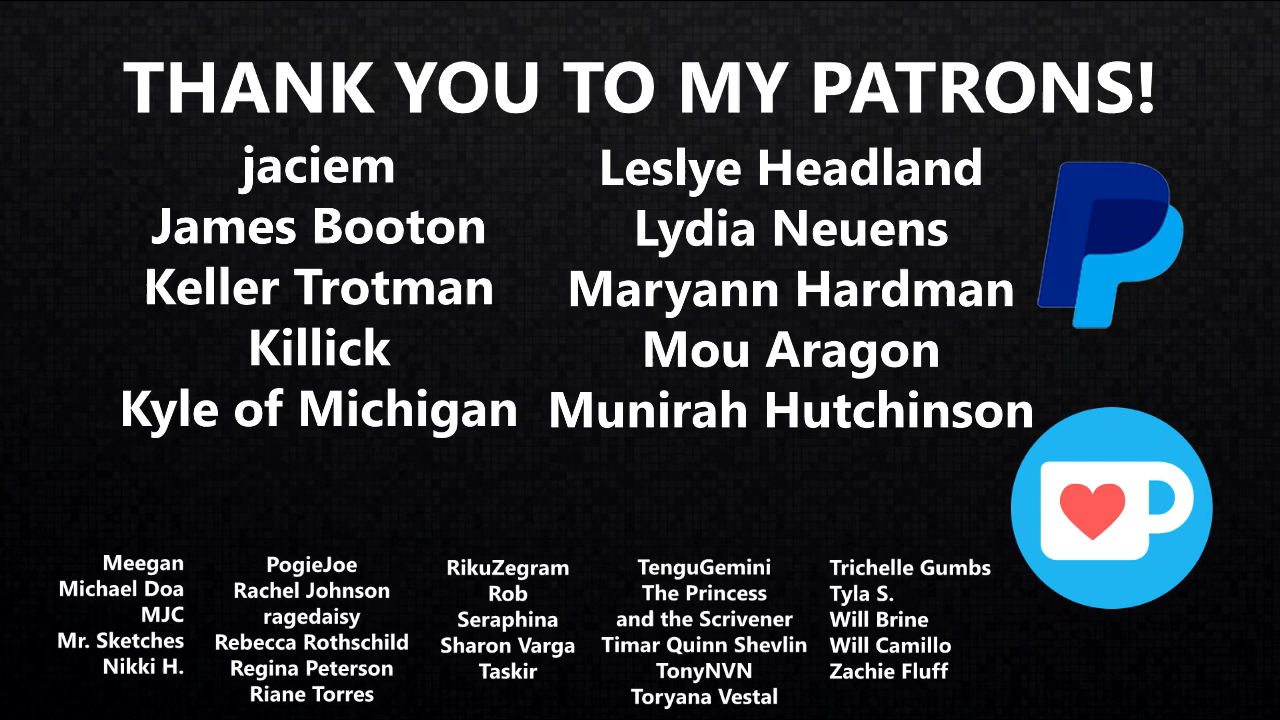 THANK YOU TO MY PATRONS!
jaciem
James Booton
Keller Trotman
Killick
Kyle of Michigan
Leslye Headland
Lydia Neuens
Maryann Hardman
Mou Aragon
Munirah Hutchinson
Meegan
Michael Doa
MJC
Mr. Sketches
Nikki H.
PogieJoe
Rachel Johnson
ragedaisy
Rebecca Rothschild
Regina Peterson
Riane Torres
RikuZegram
Rob
Seraphina
Sharon Varga
Taskir
TenguGemini
The Princess
and the Scrivener
Timar Quinn Shevlin
TonyNVN
Toryana Vestal
Trichelle Gumbs
Tyla S.
Will Brine
Will Camillo
Zachie Fluff